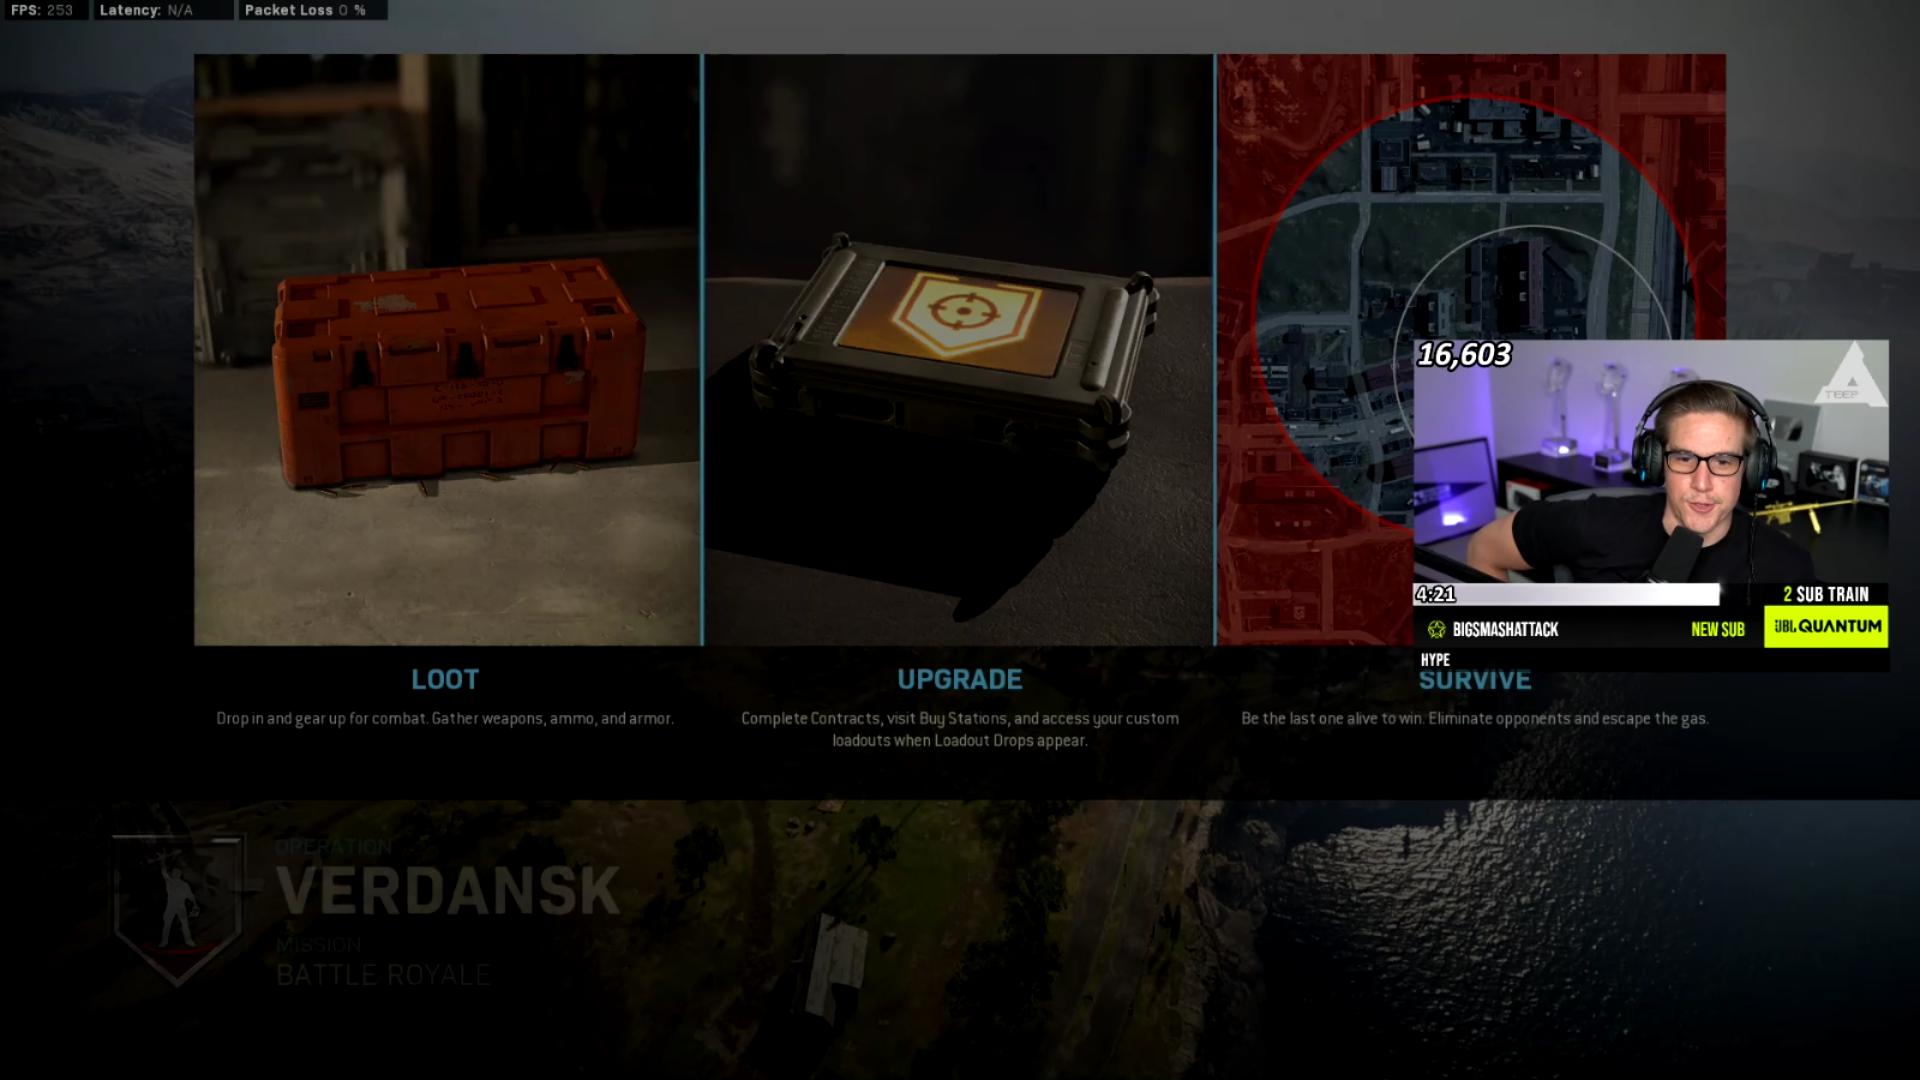 FPS: 253 Latency: N/A Packet Loss 0 %
16,603
TEEP
4:21
2 SUB TRAIN
BIGSMASHATTACK NEW SUB
JBL QUANTUM
HYPE
LOOT
Drop in and gear up for combat. Gather weapons, ammo, and armor.
UPGRADE
Complete Contracts, visit Buy Stations, and access your custom
loadouts when Loadout Drops appear.
SURVIVE
Be the last one alive to win. Eliminate opponents and escape the gas.
OPERATION
VERDANSK
MISSION
BATTLE ROYALE